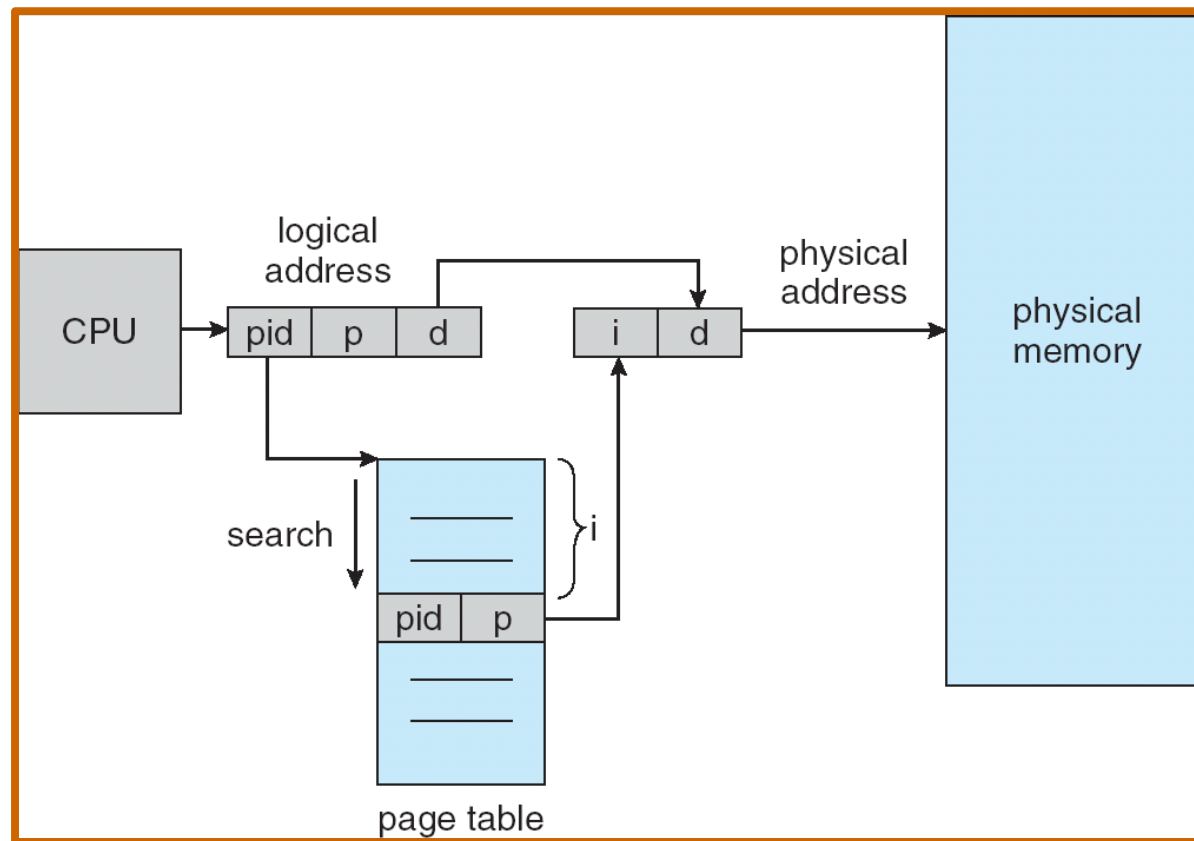 logical
address
physical
address
CPU
pid p d
i d
physical
memory
search
i
pid p
page table